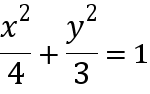 x²/4 + y²/3 = 1